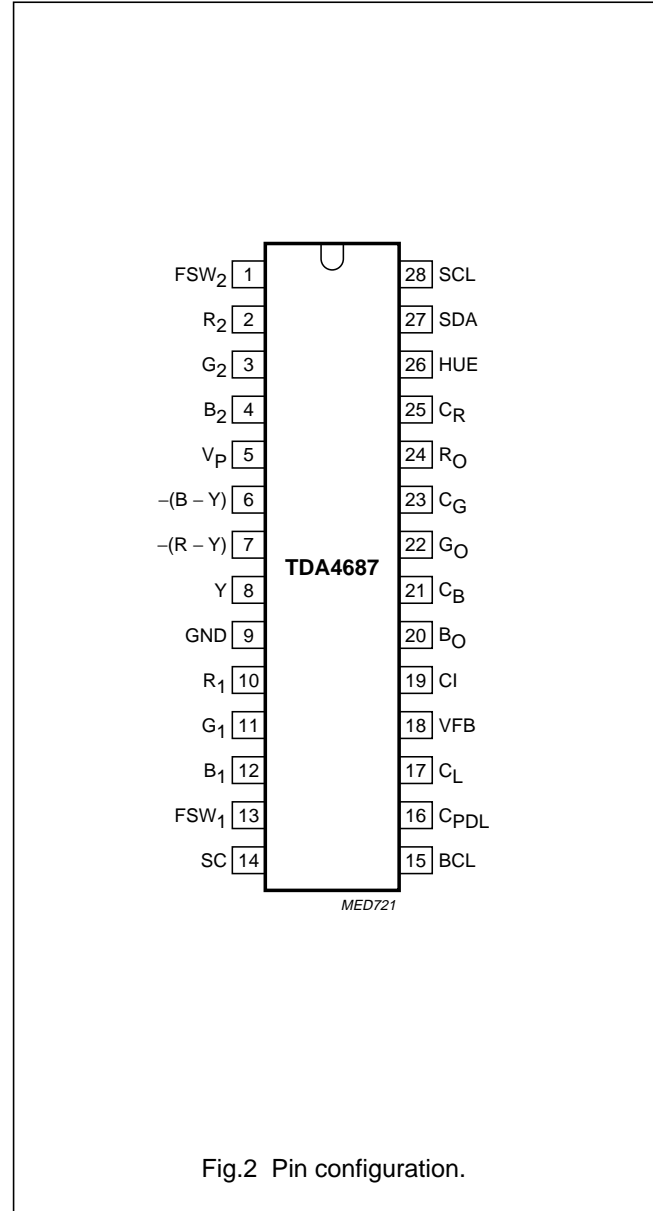 FSW2 1 28 SCL
R2 2 27 SDA
G2 3 26 HUE
B2 4 25 CR
VP 5 24 RO
−(B − Y) 6 23 CG
−(R − Y) 7 22 GO
TDA4687
Y 8 21 CB
GND 9 20 BO
R1 10 19 CI
G1 11 18 VFB
B1 12 17 CL
FSW1 13 16 CPDL
SC 14 15 BCL
MED721
Fig.2 Pin configuration.